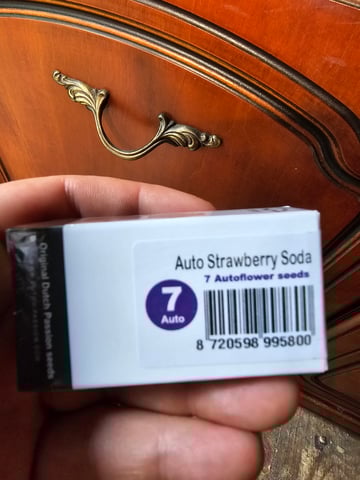 Auto Strawberry Soda
7 Autoflower seeds
7
Auto
8 720598 995800
Original Dutch Passion seeds